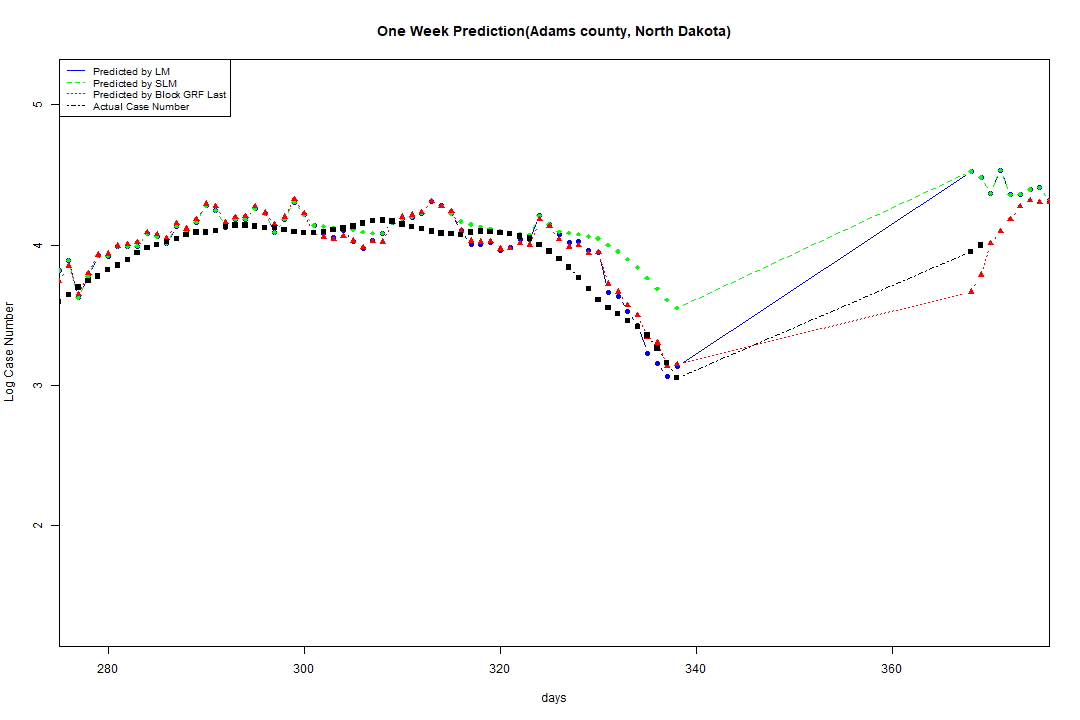 One Week Prediction(Adams county, North Dakota)
Predicted by LM
Predicted by SLM
Predicted by Block GRF Last
Actual Case Number
5
4
3
2
Log Case Number
280 300 320 340 360
days